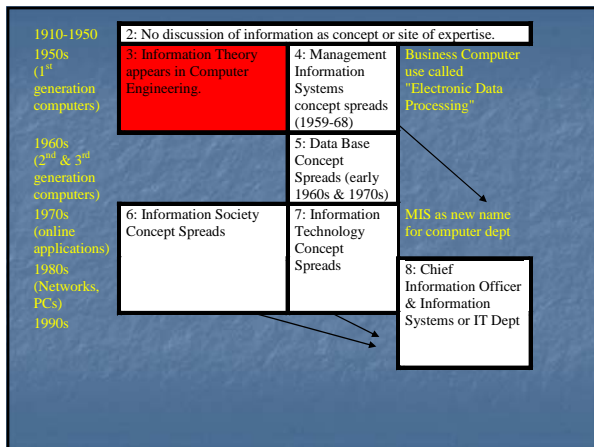 1910-1950
2: No discussion of information as concept or site of expertise.
1950s
(1st
generation
computers)
3: Information Theory
appears in Computer
Engineering.
4: Management
Information
Systems
concept spreads
(1959-68)
Business Computer
use called
"Electronic Data
Processing"
1960s
(2nd & 3rd
generation
computers)
5: Data Base
Concept
Spreads (early
1960s & 1970s)
1970s
(online
applications)
6: Information Society
Concept Spreads
7: Information
Technology
Concept
Spreads
MIS as new name
for computer dept
1980s
(Networks,
PCs)
8: Chief
Information Officer
& Information
Systems or IT Dept
1990s